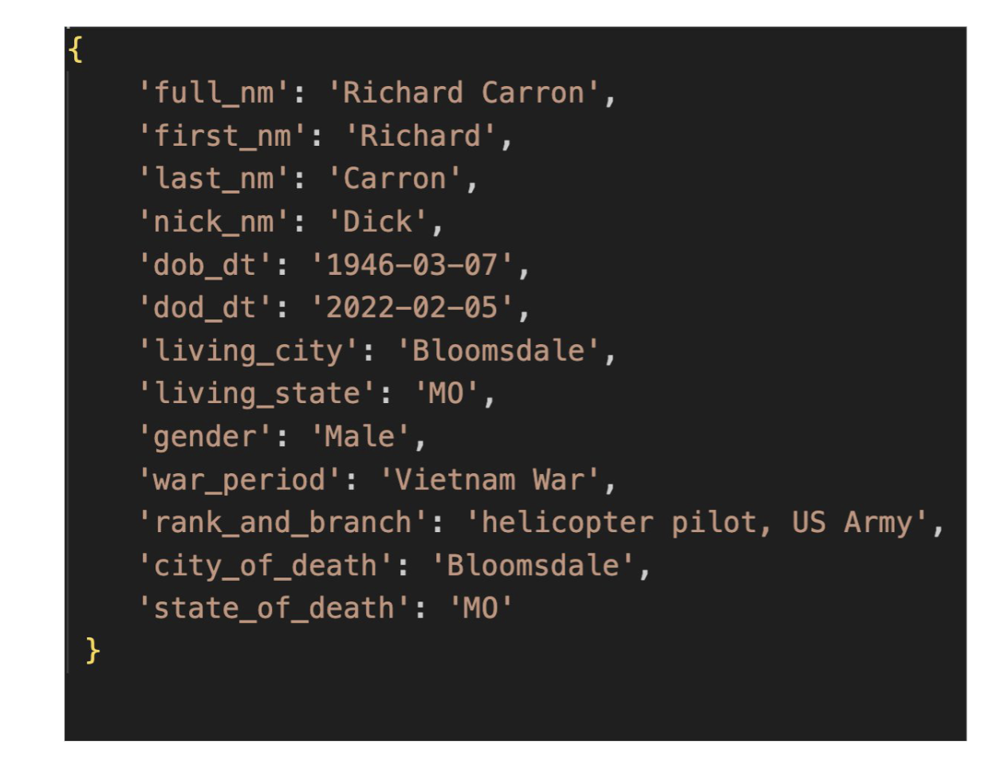 {
'full_nm': 'Richard Carron',
'first_nm': 'Richard',
'last_nm': 'Carron',
'nick_nm': 'Dick',
'dob_dt': '1946-03-07',
'dod_dt': '2022-02-05',
'living_city': 'Bloomsdale',
'living_state': 'MO',
'gender': 'Male',
'war_period': 'Vietnam War',
'rank_and_branch': 'helicopter pilot, US Army',
'city_of_death': 'Bloomsdale',
'state_of_death': 'MO'
}